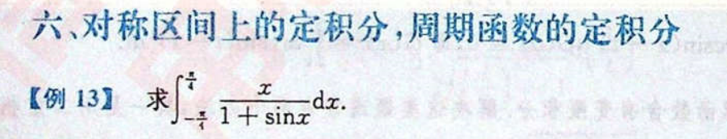 六、对称区间上的定积分,周期函数的定积分
【例 13】 求∫_{-π/4}^{π/4} x/(1+sinx) dx.